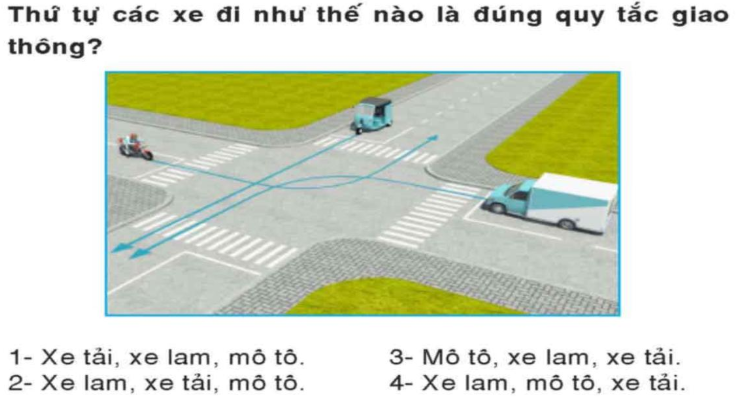 Thứ tự các xe đi như thế nào là đúng quy tắc giao
thông?
1- Xe tải, xe lam, mô tô.
2- Xe lam, xe tải, mô tô.
3- Mô tô, xe lam, xe tải.
4- Xe lam, mô tô, xe tải.